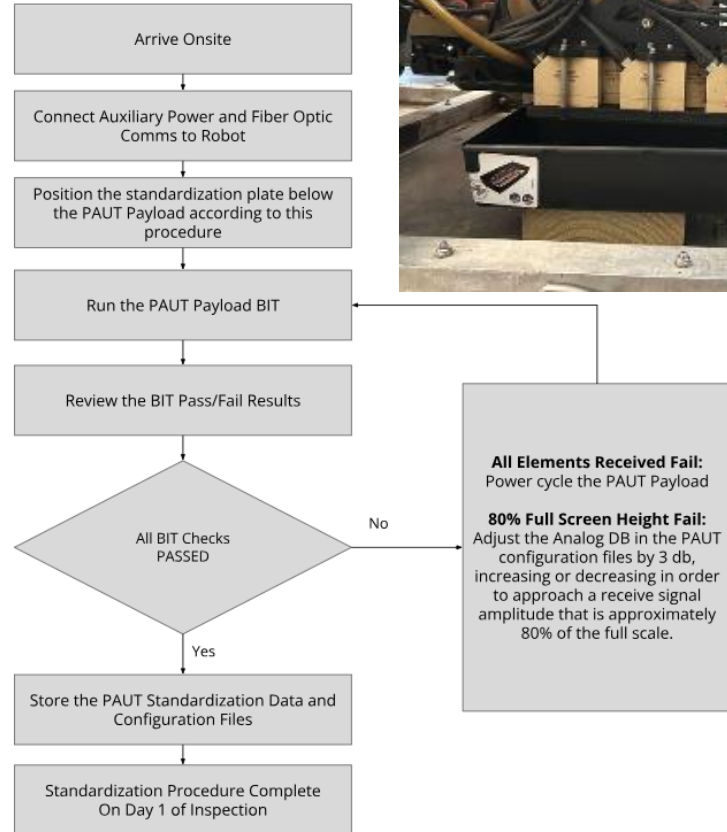 Arrive Onsite
Connect Auxiliary Power and Fiber Optic
Comms to Robot
Position the standardization plate below
the PAUT Payload according to this
procedure
Run the PAUT Payload BIT
Review the BIT Pass/Fail Results
All BIT Checks
PASSED
No
Yes
All Elements Received Fail:
Power cycle the PAUT Payload
80% Full Screen Height Fail:
Adjust the Analog DB in the PAUT
configuration files by 3 db,
increasing or decreasing in order
to approach a receive signal
amplitude that is approximately
80% of the full scale.
Store the PAUT Standardization Data and
Configuration Files
Standardization Procedure Complete
On Day 1 of Inspection